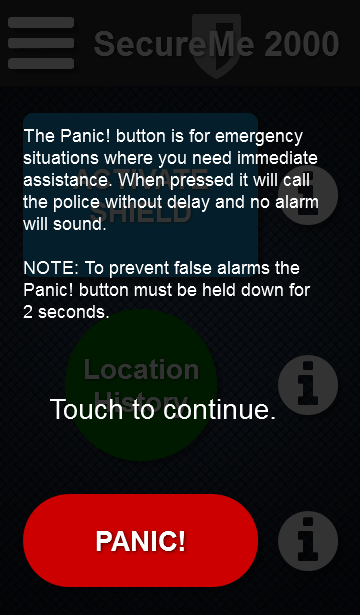 SecureMe 2000
The Panic! button is for emergency
situations where you need immediate
assistance. When pressed it will call
the police without delay and no alarm
will sound.
ACTIVATE
SHIELD
NOTE: To prevent false alarms the
Panic! button must be held down for
2 seconds.
Location
History
Touch to continue.
PANIC!